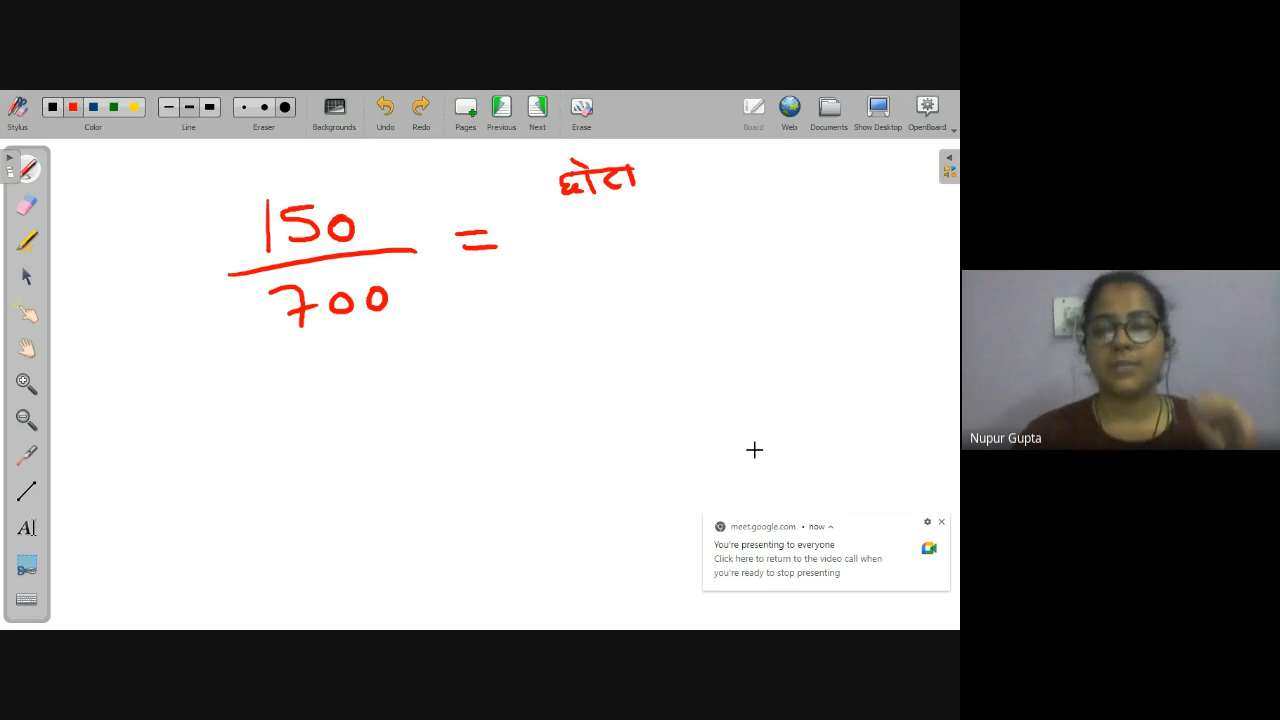 Stylus
Color
Line
Eraser
Backgrounds
Undo
Redo
Pages
Previous
Next
Erase
Board
Web
Documents
Show Desktop
OpenBoard
150
=
700
Nupur Gupta
meet.google.com • now
You're presenting to everyone
Click here to return to the video call when
you're ready to stop presenting